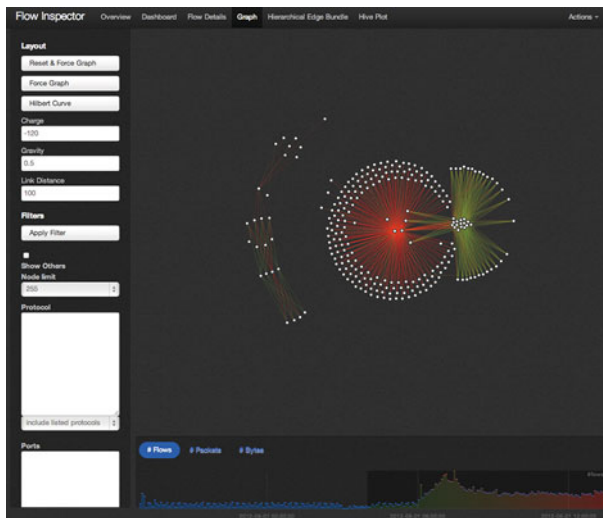 Flow Inspector Overview Dashboard Flow Details Graph Hierarchical Edge Bundle Hive Plot Actions
Layout
Reset & Force Graph
Force Graph
Hilbert Curve
Charge
-120
Gravity
0.5
Link Distance
100
Filters
Apply Filter
Show Others
Node limit
255
Protocol
include listed protocols
Ports
# Flows # Packets # Bytes